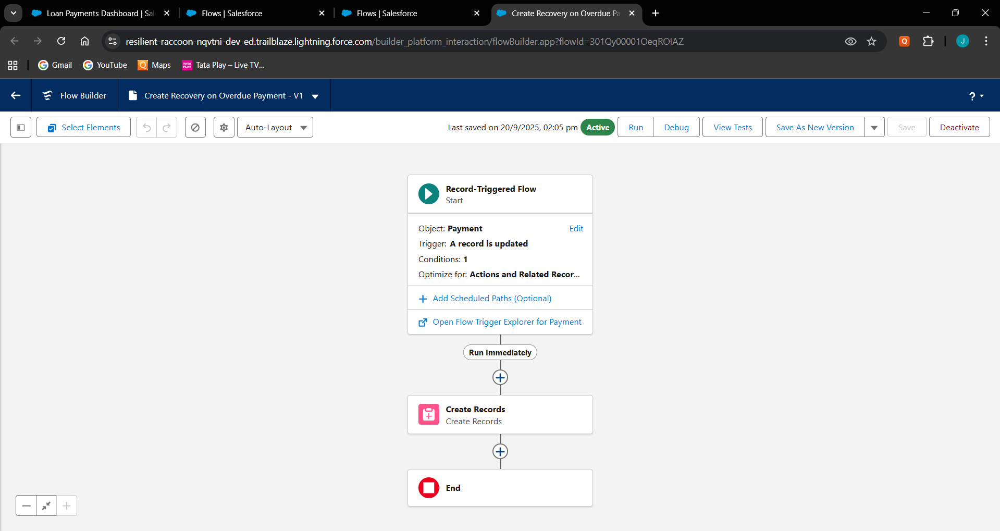 Loan Payments Dashboard | Sal
Flows | Salesforce
Flows | Salesforce
Create Recovery on Overdue Pa
resilient-raccoon-nqvtni-dev-ed.trailblaze.lightning.force.com/builder_platform_interaction/flowBuilder.app?flowId=301Qy00001OeqROIAZ
Q
J
Gmail
YouTube
Maps
TATA PLAY
Tata Play – Live TV...
Flow Builder
Create Recovery on Overdue Payment - V1
?
Select Elements
Auto-Layout
Last saved on 20/9/2025, 02:05 pm
Active
Run
Debug
View Tests
Save As New Version
Save
Deactivate
Record-Triggered Flow
Start
Object: Payment
Edit
Trigger: A record is updated
Conditions: 1
Optimize for: Actions and Related Recor...
Add Scheduled Paths (Optional)
Open Flow Trigger Explorer for Payment
Run Immediately
Create Records
Create Records
End